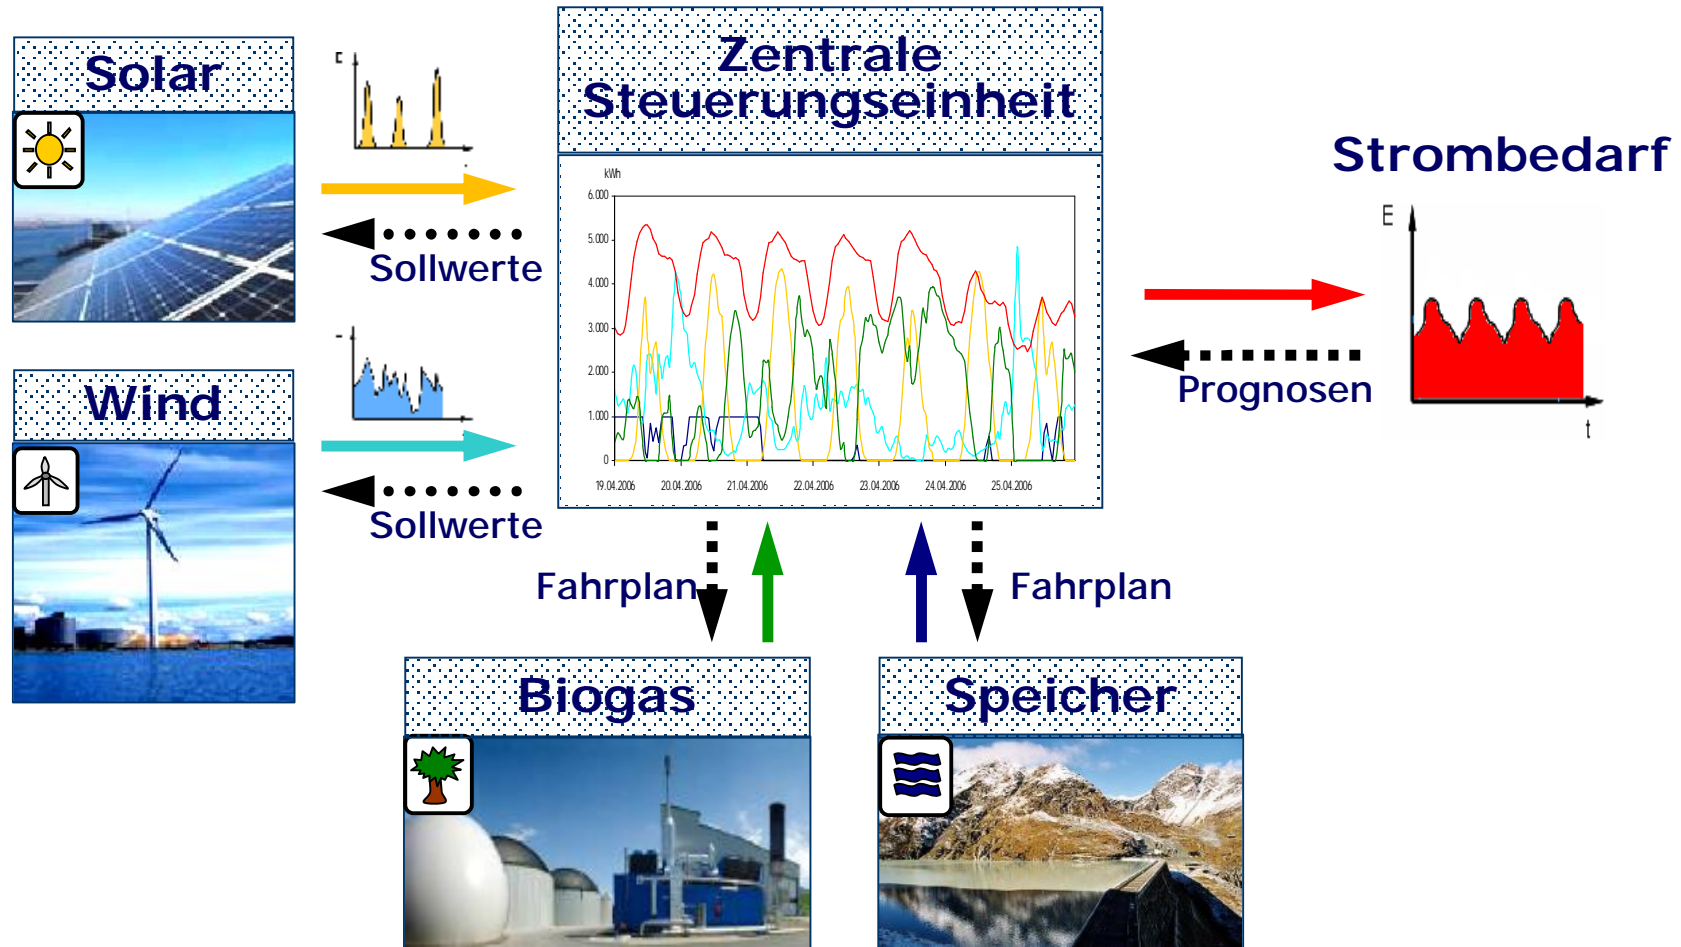 Solar
Zentrale
Steuerungseinheit
Strombedarf
Sollwerte
kWh
6.000
5.000
4.000
3.000
2.000
1.000
0
19.04.2006 20.04.2006 21.04.2006 22.04.2006 23.04.2006 24.04.2006 25.04.2006
E
t
Prognosen
Wind
Sollwerte
Fahrplan
Fahrplan
Biogas
Speicher